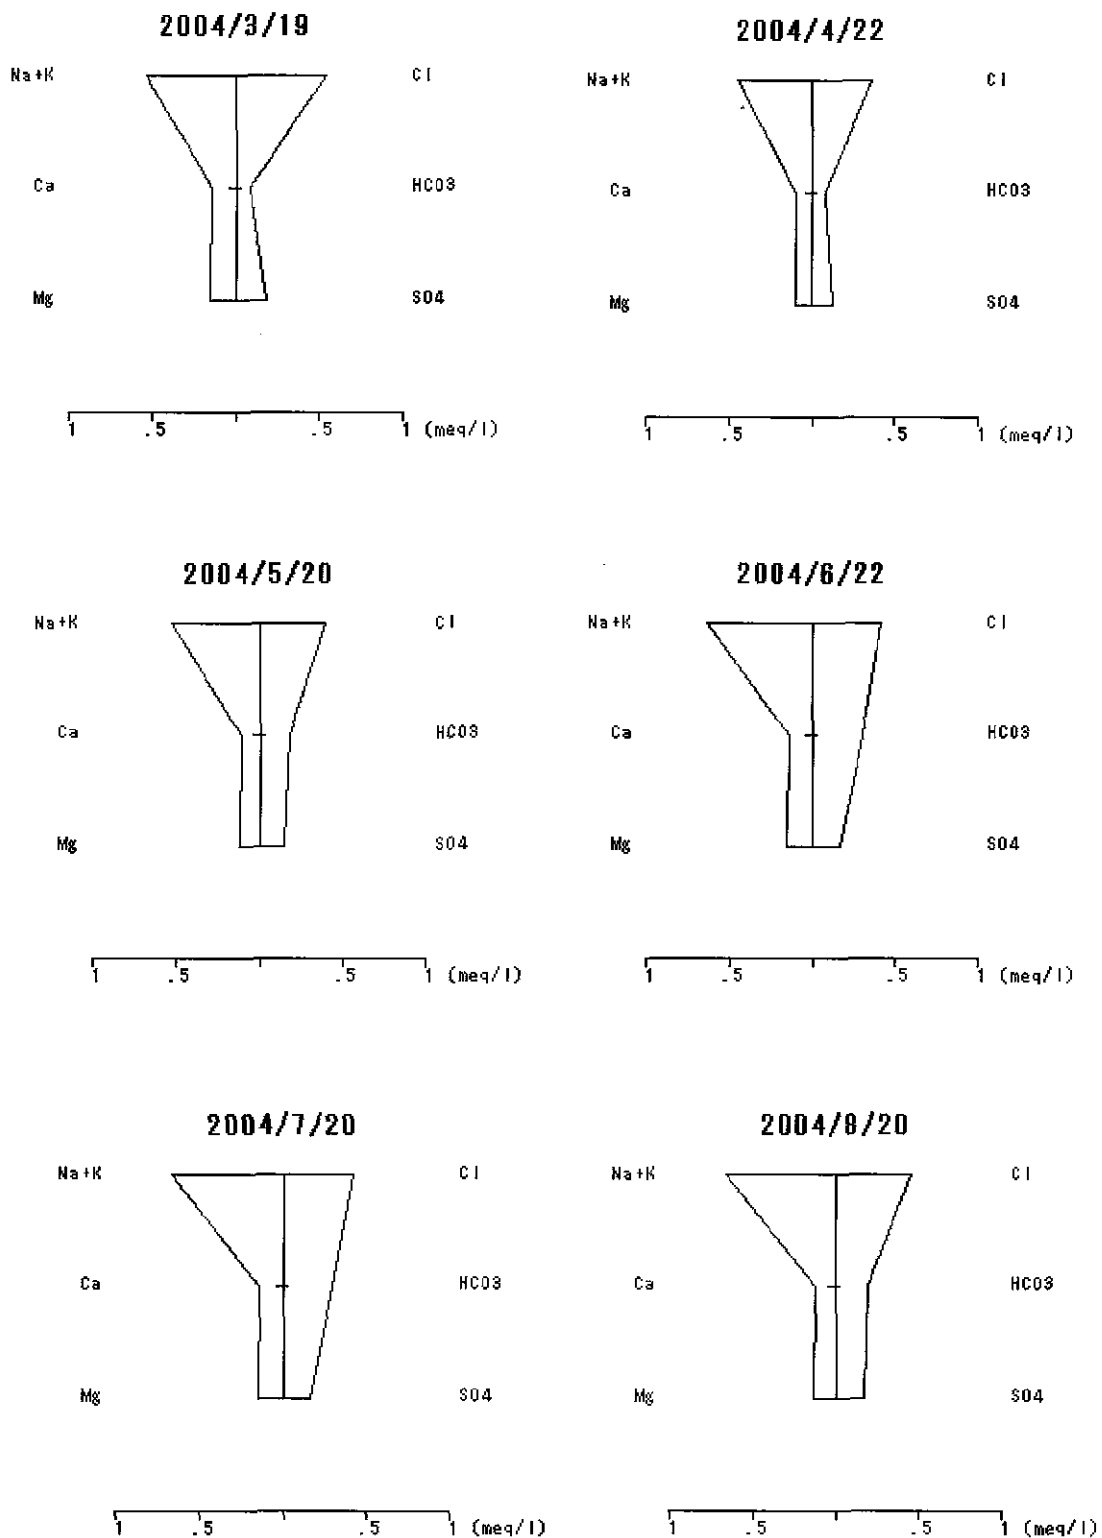 2004/3/19
2004/4/22
Na+K Cl
Na+K Cl
Ca HCO3
Ca HCO3
Mg SO4
Mg SO4
1 .5 .5 1 (meq/l)
1 .5 .5 1 (meq/l)
2004/5/20
2004/6/22
Na+K Cl
Na+K Cl
Ca HCO3
Ca HCO3
Mg SO4
Mg SO4
1 .5 .5 1 (meq/l)
1 .5 .5 1 (meq/l)
2004/7/20
2004/8/20
Na+K Cl
Na+K Cl
Ca HCO3
Ca HCO3
Mg SO4
Mg SO4
1 .5 .5 1 (meq/l)
1 .5 .5 1 (meq/l)